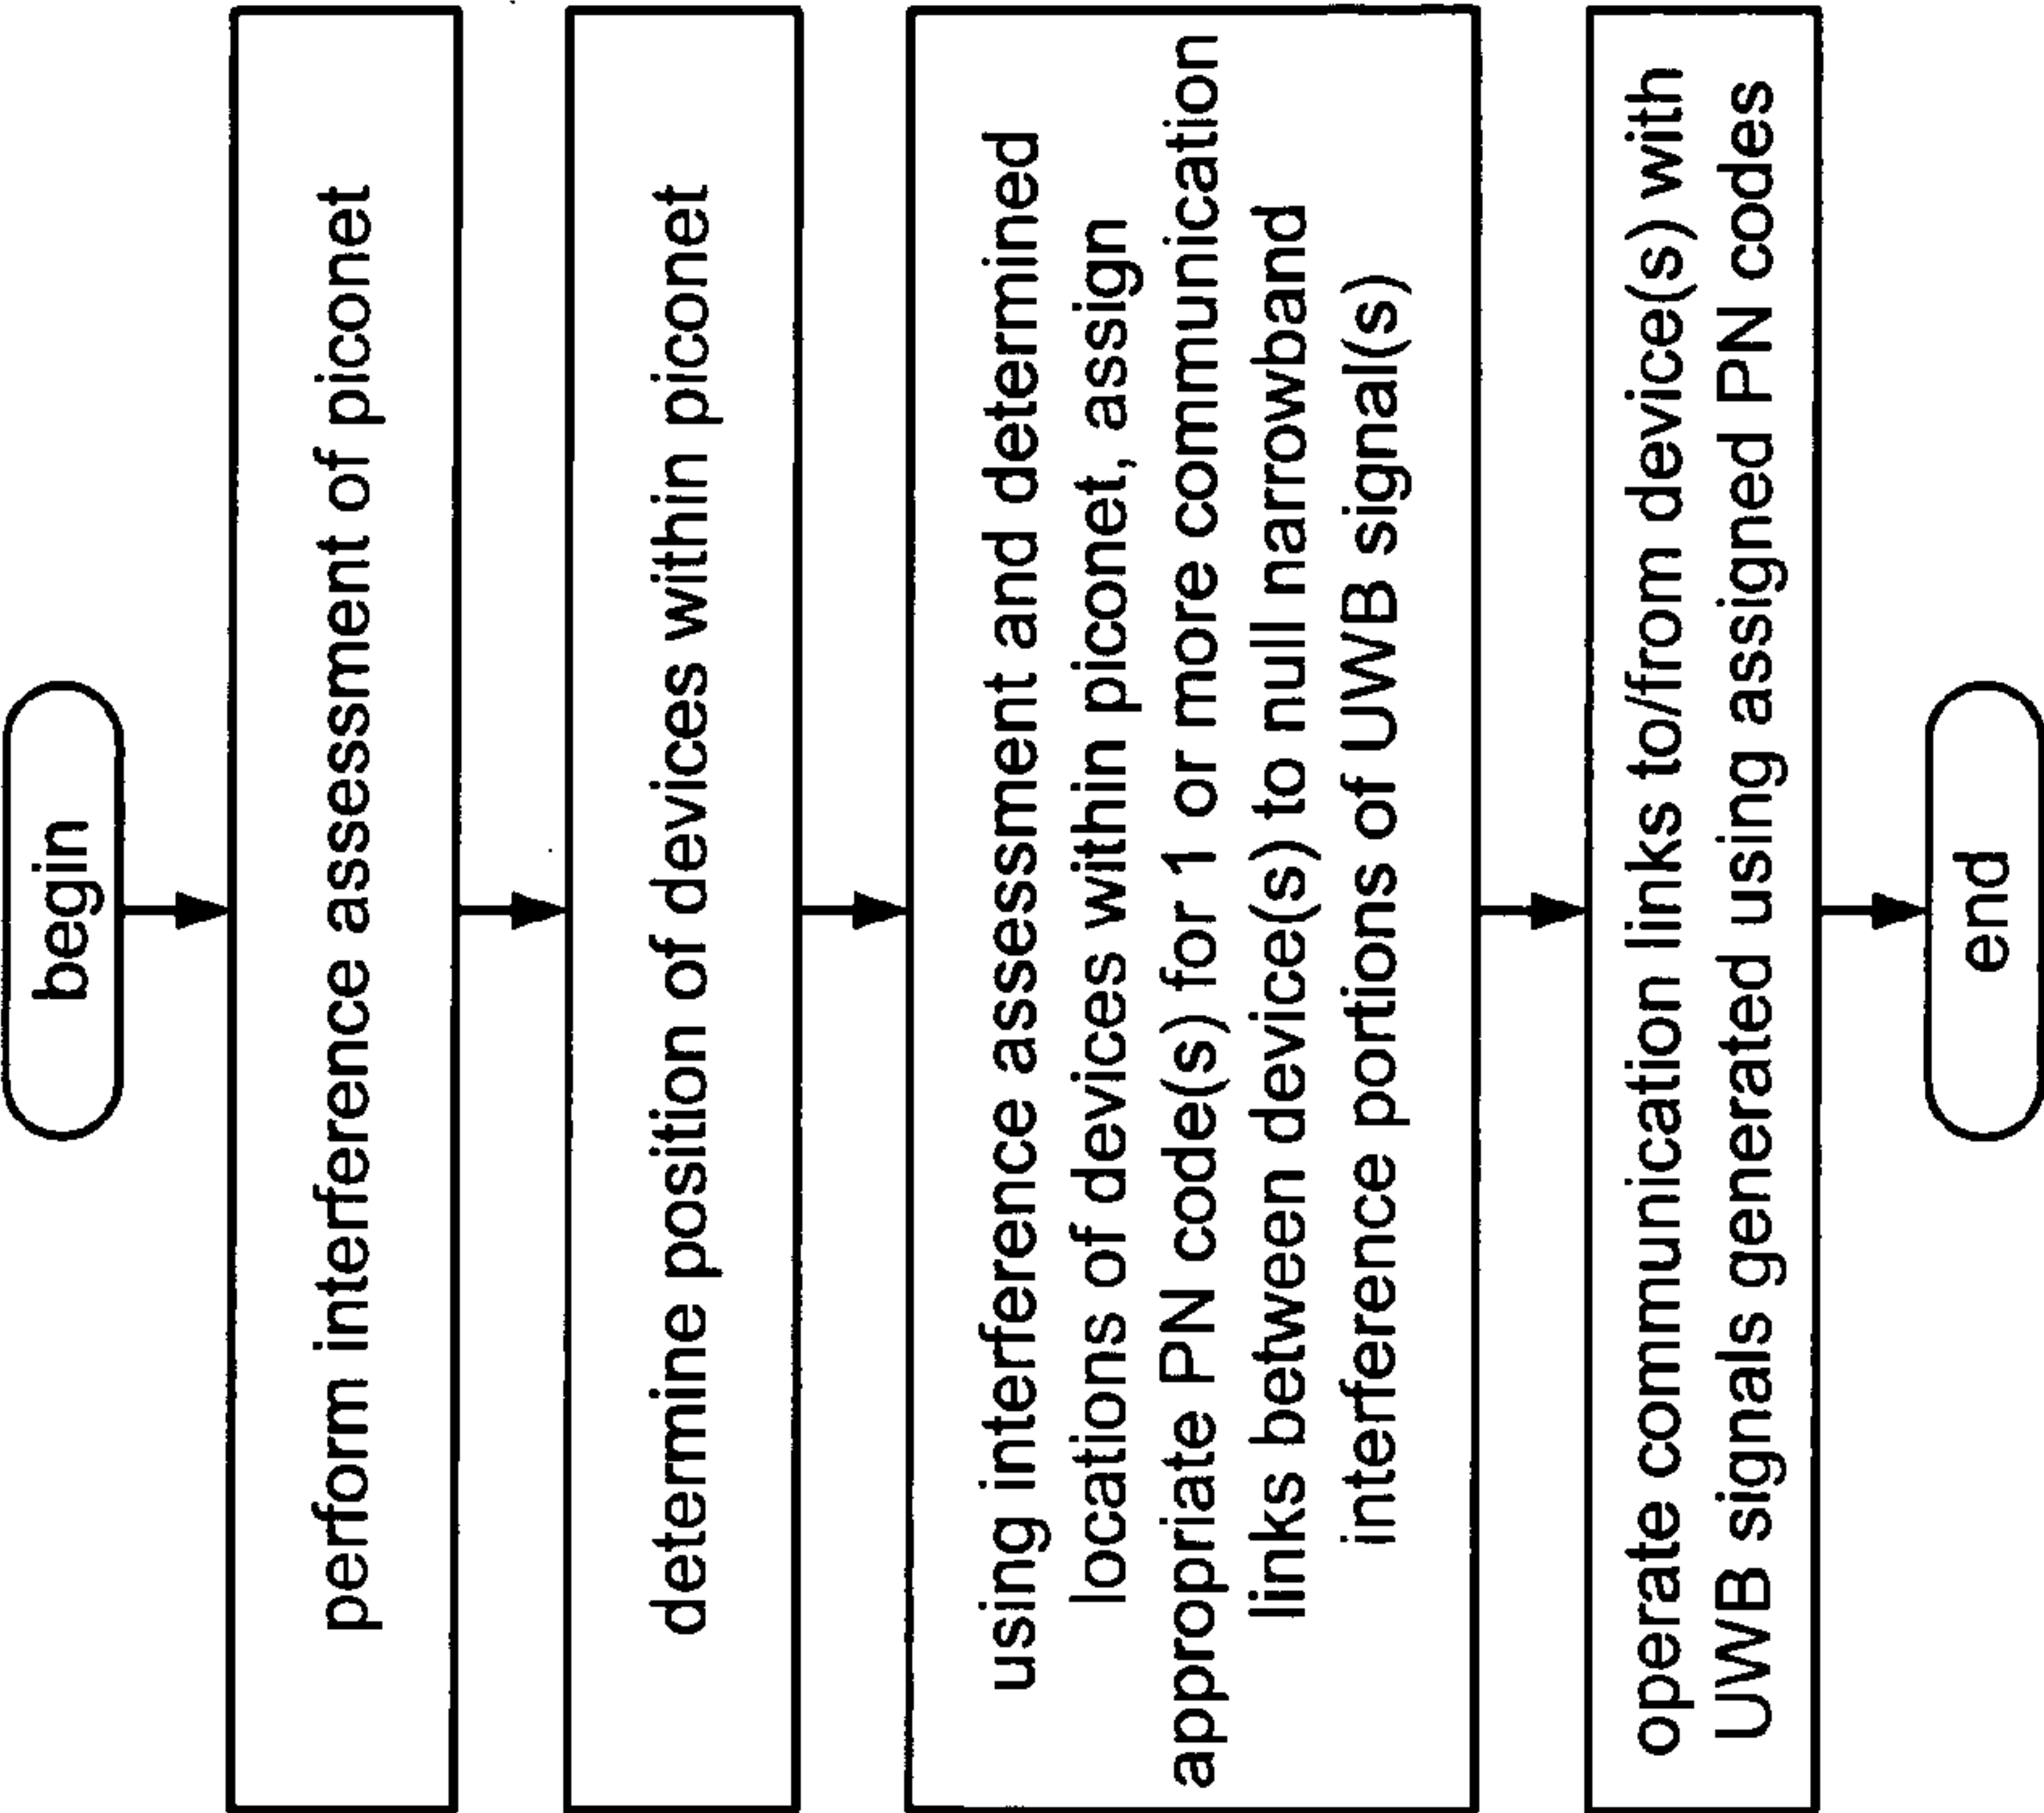 begin
perform interference assessment of piconet
determine position of devices within piconet
using interference assessment and determined
locations of devices within piconet, assign
appropriate PN code(s) for 1 or more communication
links between device(s) to null narrowband
interference portions of UWB signal(s)
operate communication links to/from device(s) with
UWB signals generated using assigned PN codes
end